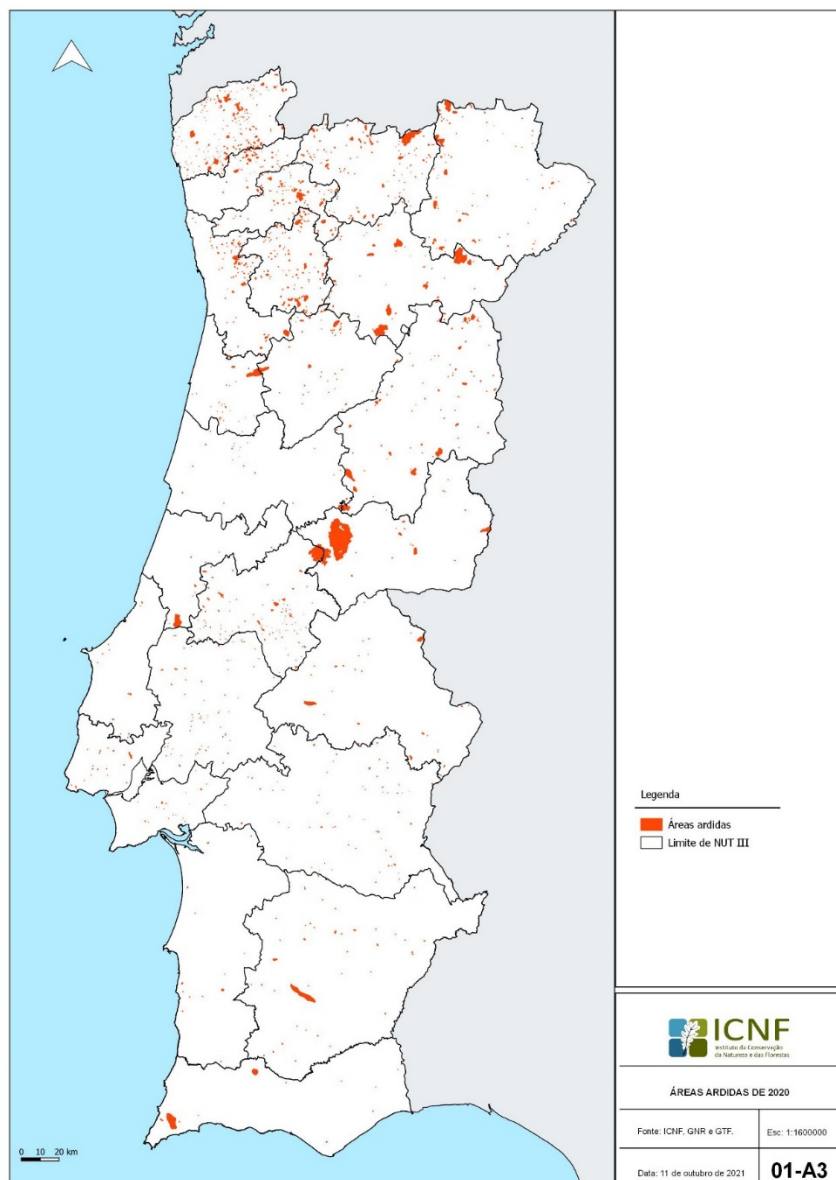 Legenda
Áreas ardidas
Limite de NUT III
0 10 20 km
ICNF
Instituto da Conservação
da Natureza e das Florestas
ÁREAS ARDIDAS DE 2020
Fonte: ICNF, GNR e GTF.
Esc: 1:1600000
Data: 11 de outubro de 2021
01-A3